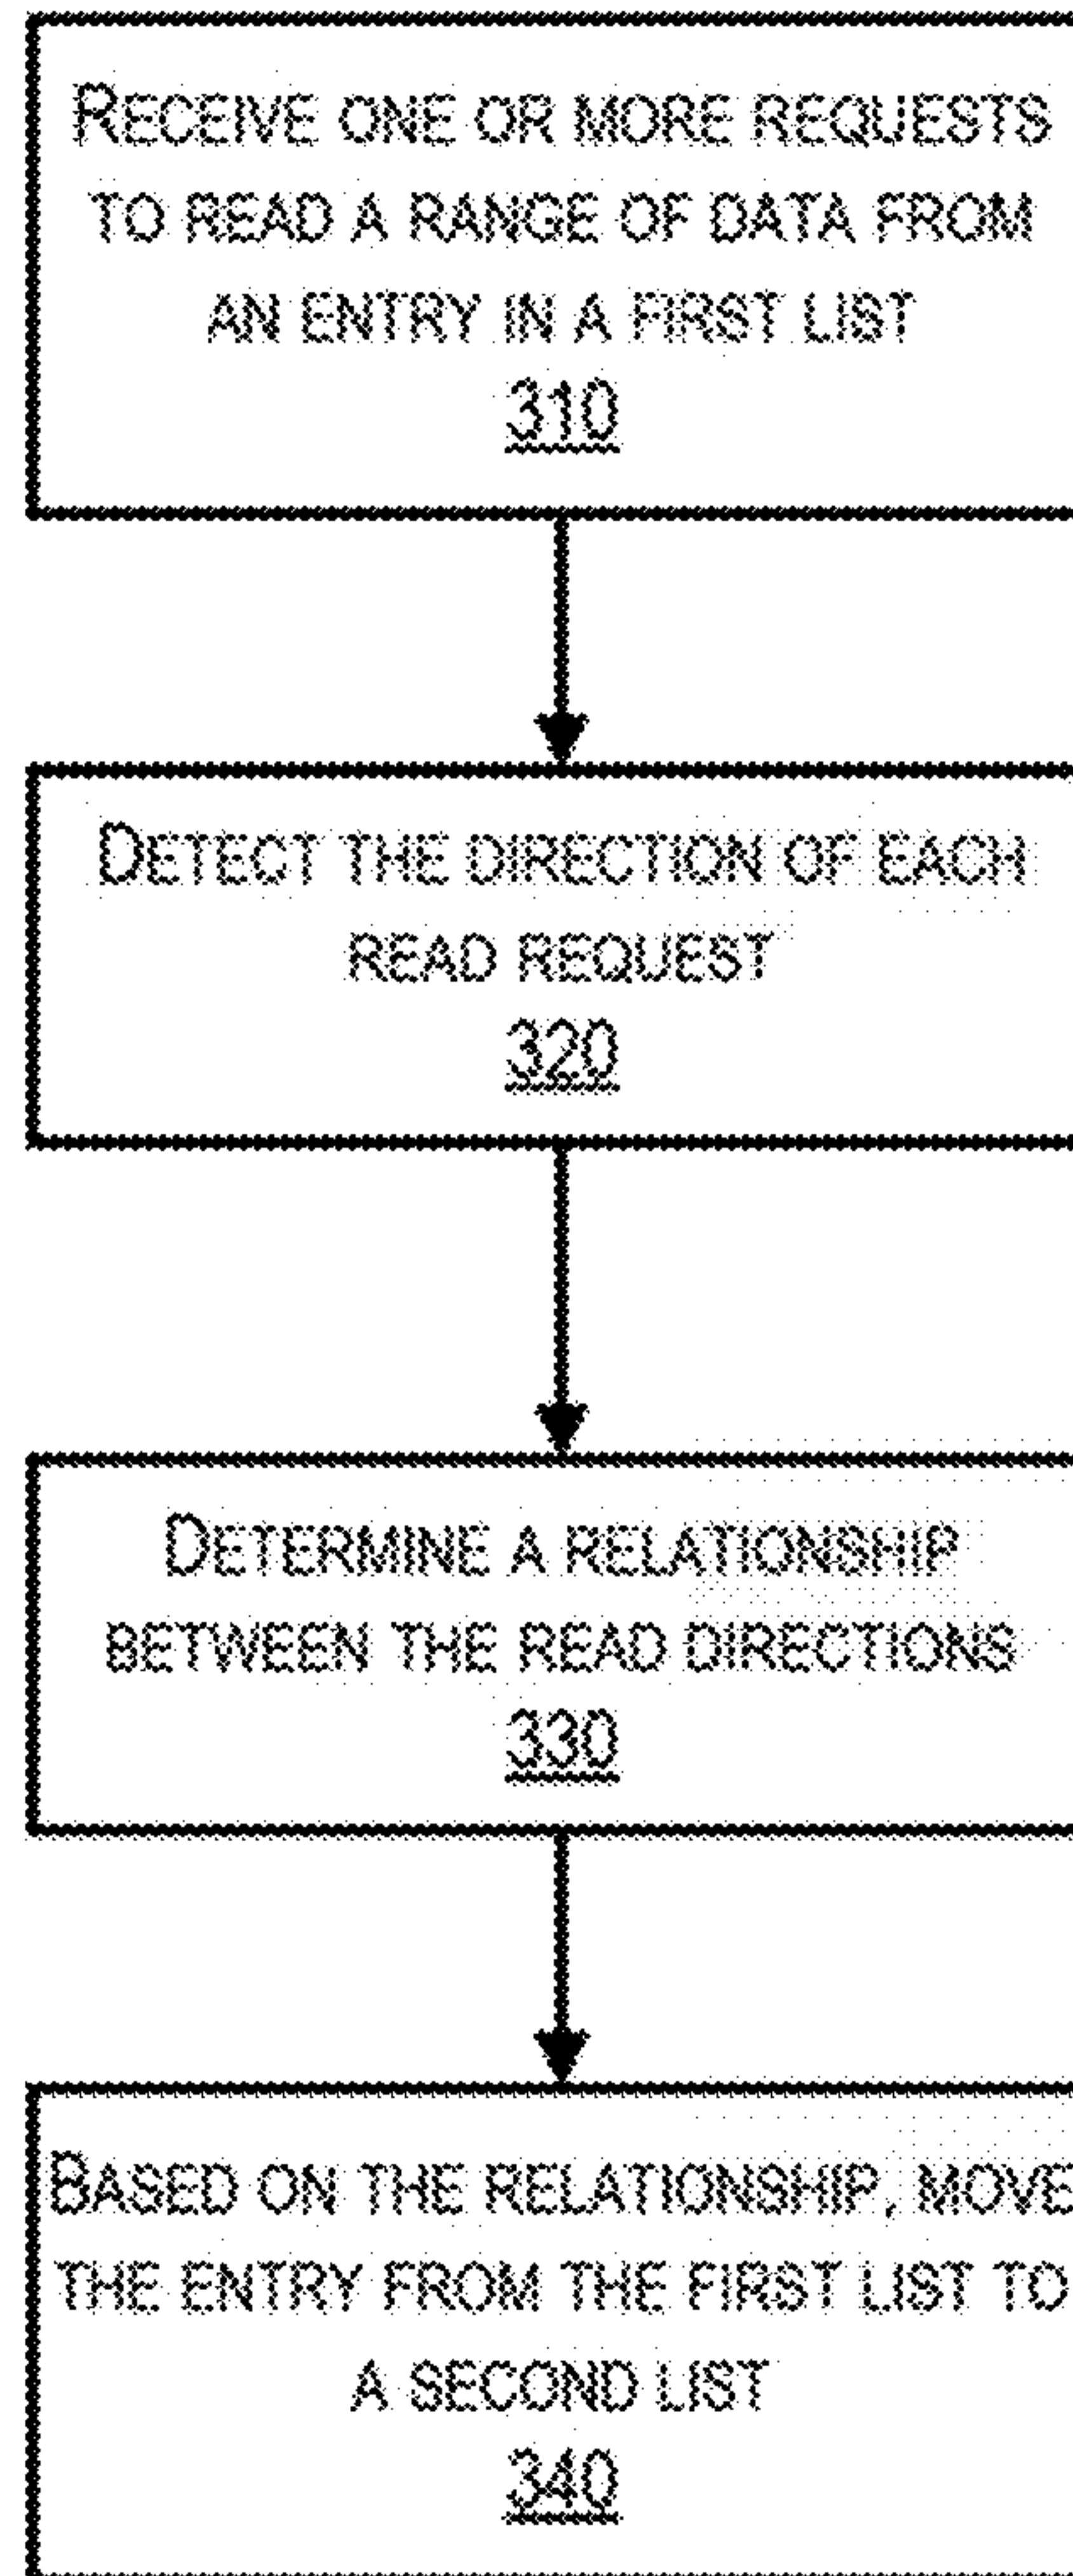 RECEIVE ONE OR MORE REQUESTS
TO READ A RANGE OF DATA FROM
AN ENTRY IN A FIRST LIST
310
DETECT THE DIRECTION OF EACH
READ REQUEST
320
DETERMINE A RELATIONSHIP
BETWEEN THE READ DIRECTIONS
330
BASED ON THE RELATIONSHIP, MOVE
THE ENTRY FROM THE FIRST LIST TO
A SECOND LIST
340